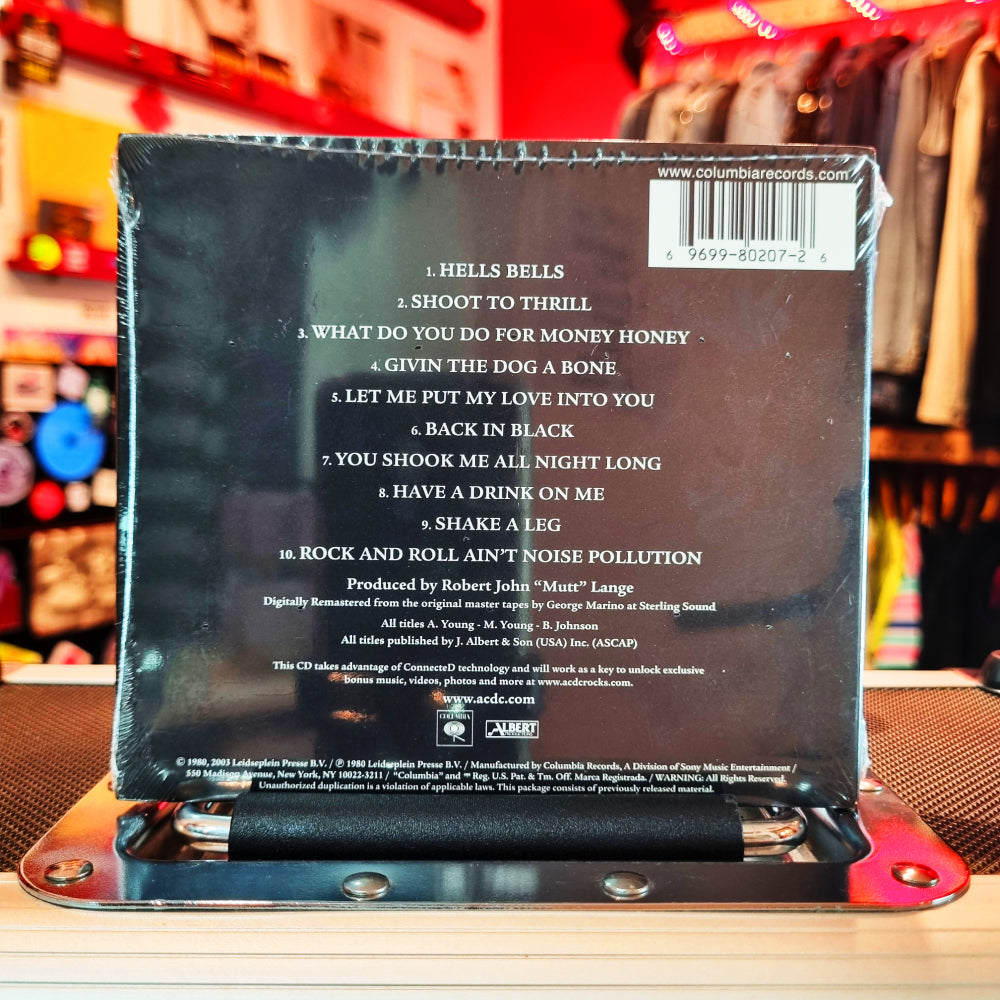 www.columbiarecords.com
6 9699-80207-2 6
1. HELLS BELLS
2. SHOOT TO THRILL
3. WHAT DO YOU DO FOR MONEY HONEY
4. GIVIN THE DOG A BONE
5. LET ME PUT MY LOVE INTO YOU
6. BACK IN BLACK
7. YOU SHOOK ME ALL NIGHT LONG
8. HAVE A DRINK ON ME
9. SHAKE A LEG
10. ROCK AND ROLL AIN'T NOISE POLLUTION
Produced by Robert John “Mutt” Lange
Digitally Remastered from the original master tapes by George Marino at Sterling Sound
All titles A. Young - M. Young - B. Johnson
All titles published by J. Albert & Son (USA) Inc. (ASCAP)
This CD takes advantage of ConnecteD technology and will work as a key to unlock exclusive
bonus music, videos, photos and more at www.acdcrocks.com.
www.acdc.com
COLUMBIA
ALBERT
© 1980, 2003 Leidseplein Presse B.V. / ℗ 1980 Leidseplein Presse B.V. / Manufactured by Columbia Records, A Division of Sony Music Entertainment /
550 Madison Avenue, New York, NY 10022-3211 / “Columbia” and Reg. U.S. Pat. & Tm. Off. Marca Registrada. / WARNING: All Rights Reserved.
Unauthorized duplication is a violation of applicable laws. This package consists of previously released material.